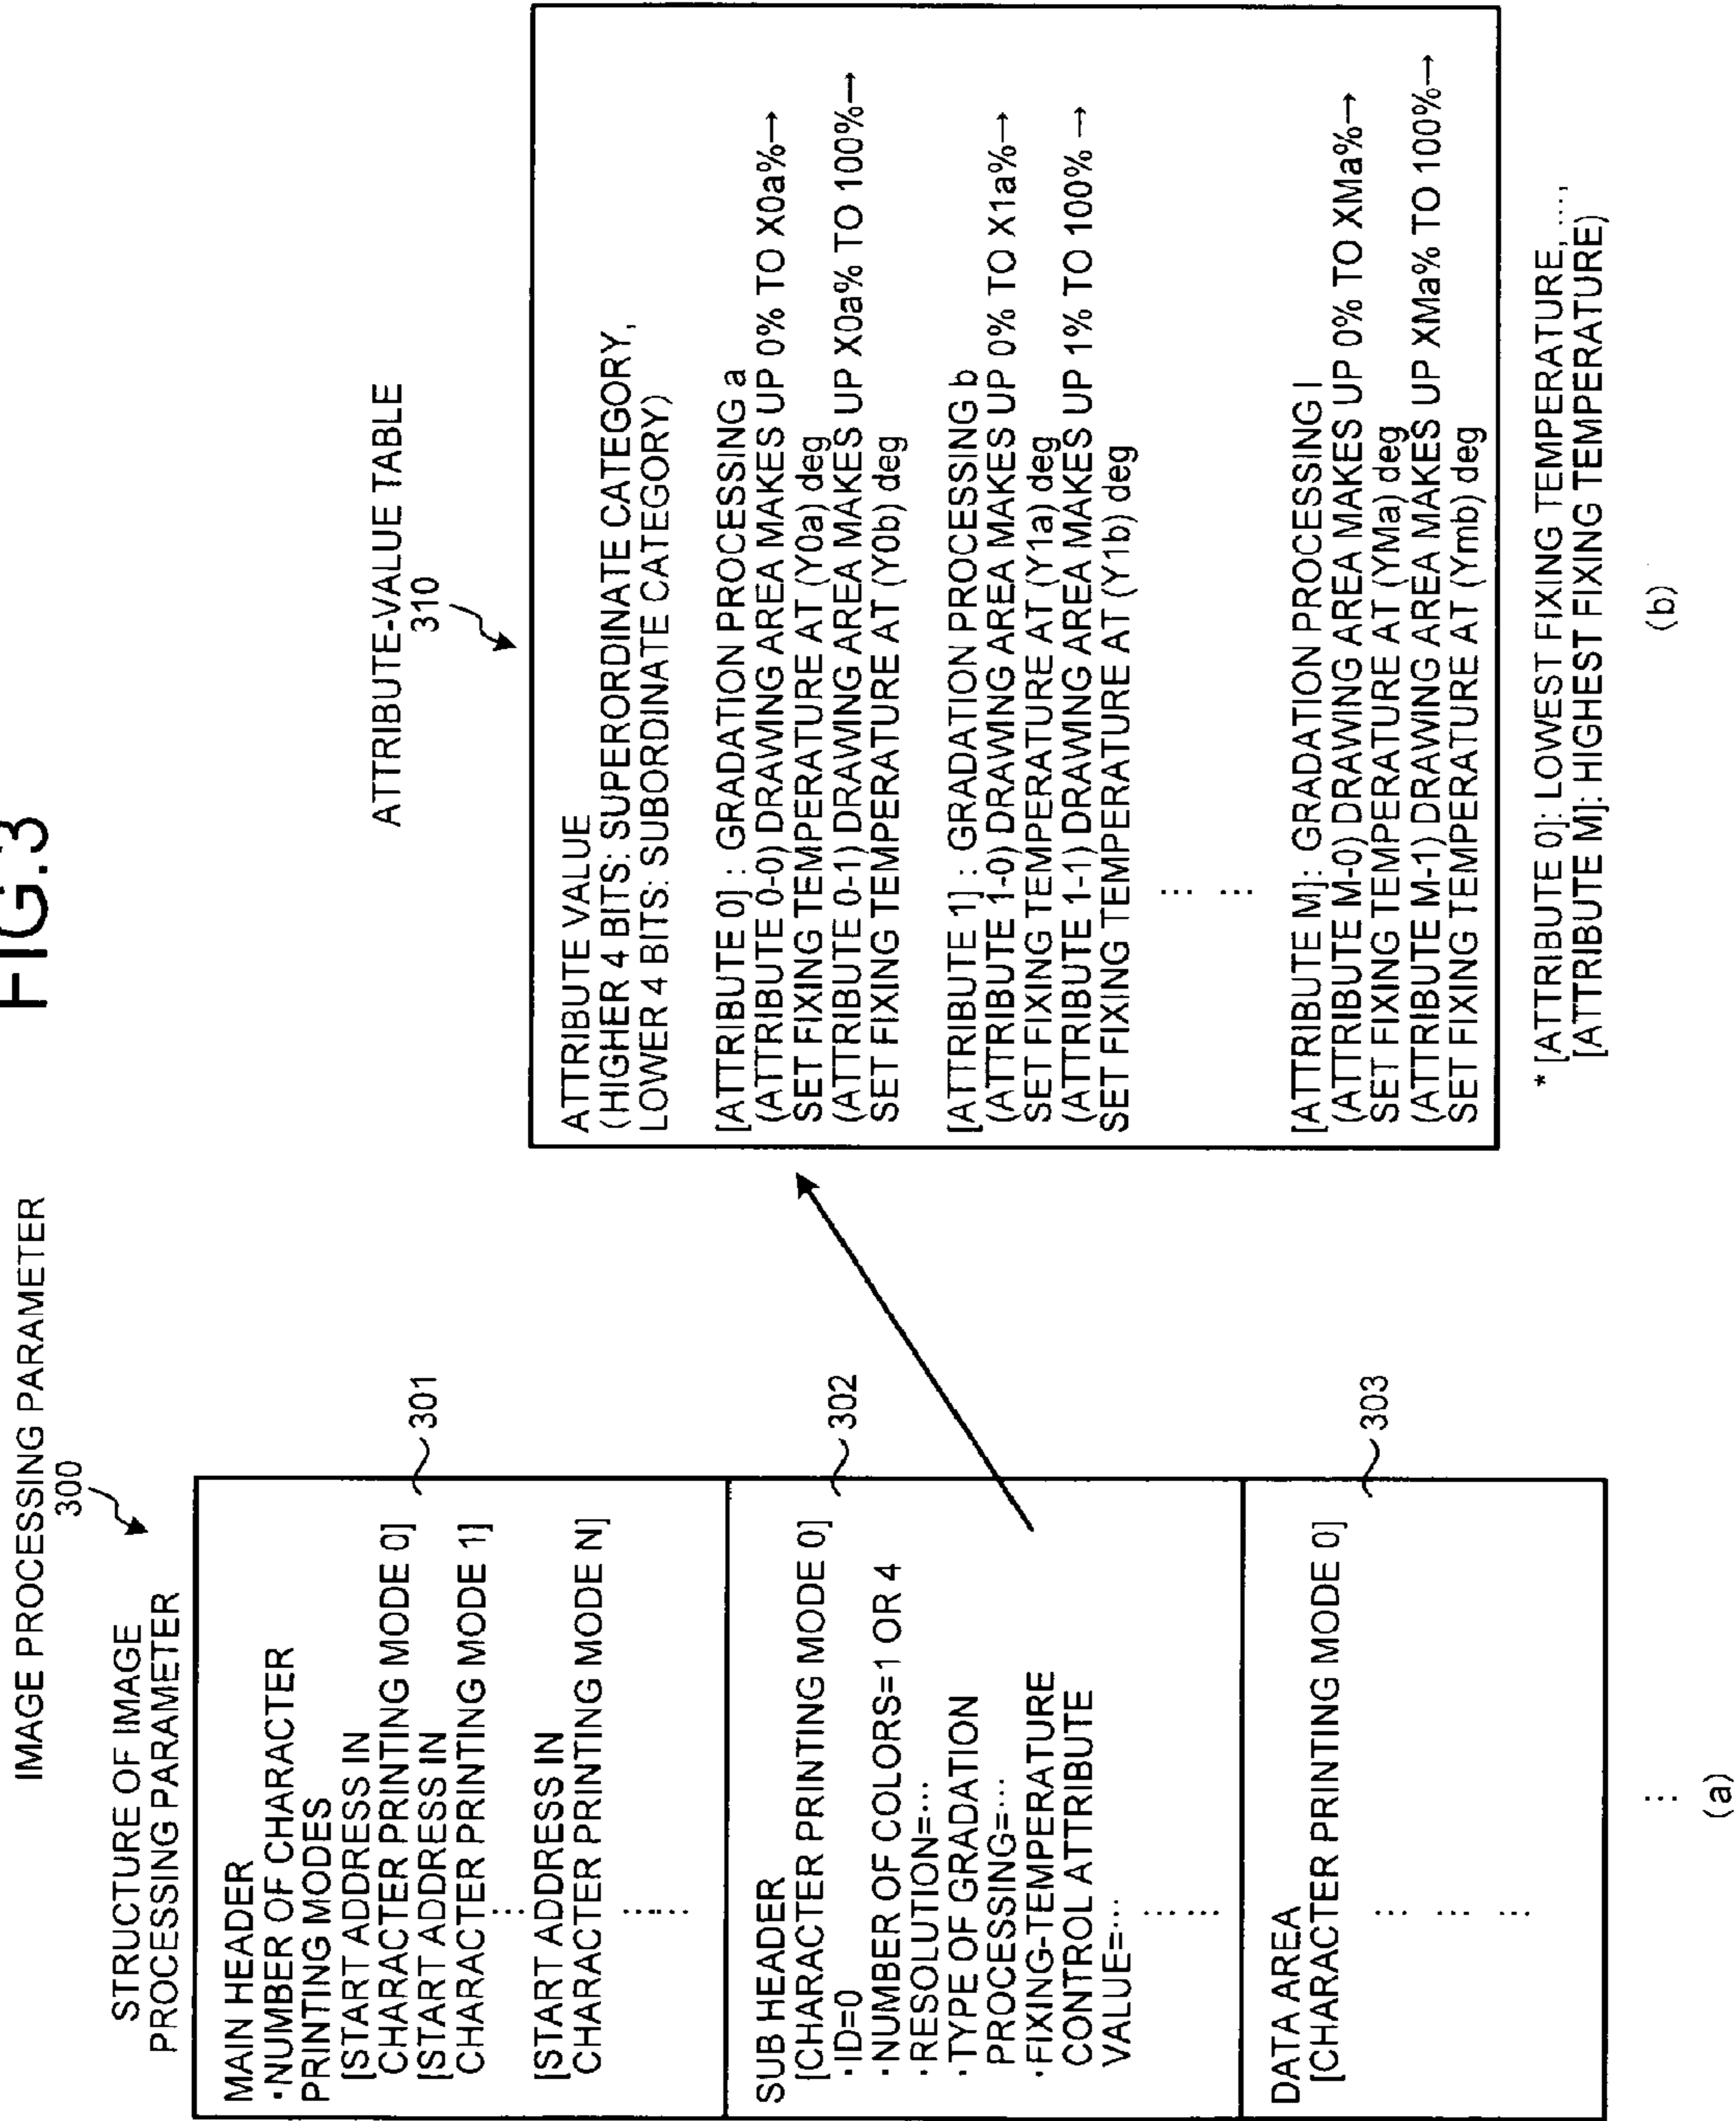 FIG.3
IMAGE PROCESSING PARAMETER
300
STRUCTURE OF IMAGE
PROCESSING PARAMETER
MAIN HEADER
·NUMBER OF CHARACTER
PRINTING MODES
[START ADDRESS IN
CHARACTER PRINTING MODE 0]
[START ADDRESS IN
CHARACTER PRINTING MODE 1]
⋮
[START ADDRESS IN
CHARACTER PRINTING MODE N]
⋮
301
SUB HEADER
[CHARACTER PRINTING MODE 0]
·ID=0
·NUMBER OF COLORS=1 OR 4
·RESOLUTION=···
·TYPE OF GRADATION
PROCESSING=···
·FIXING-TEMPERATURE
CONTROL ATTRIBUTE
VALUE=···
⋮
302
DATA AREA
[CHARACTER PRINTING MODE 0]
⋮
303
⋮
(a)
ATTRIBUTE-VALUE TABLE
310
ATTRIBUTE VALUE
(HIGHER 4 BITS: SUPERORDINATE CATEGORY,
LOWER 4 BITS: SUBORDINATE CATEGORY)
[ATTRIBUTE 0] : GRADATION PROCESSING a
(ATTRIBUTE 0-0) DRAWING AREA MAKES UP 0% TO X0a%→
SET FIXING TEMPERATURE AT (Y0a) deg
(ATTRIBUTE 0-1) DRAWING AREA MAKES UP X0a% TO 100%→
SET FIXING TEMPERATURE AT (Y0b) deg
[ATTRIBUTE 1] : GRADATION PROCESSING b
(ATTRIBUTE 1-0) DRAWING AREA MAKES UP 0% TO X1a%→
SET FIXING TEMPERATURE AT (Y1a) deg
(ATTRIBUTE 1-1) DRAWING AREA MAKES UP 1% TO 100% →
SET FIXING TEMPERATURE AT (Y1b) deg
⋮
[ATTRIBUTE M]: GRADATION PROCESSING l
(ATTRIBUTE M-0) DRAWING AREA MAKES UP 0% TO XMa%→
SET FIXING TEMPERATURE AT (YMa) deg
(ATTRIBUTE M-1) DRAWING AREA MAKES UP XMa% TO 100%→
SET FIXING TEMPERATURE AT (Ymb) deg
* [ATTRIBUTE 0]: LOWEST FIXING TEMPERATURE, ···,
[ATTRIBUTE M]: HIGHEST FIXING TEMPERATURE)
(b)